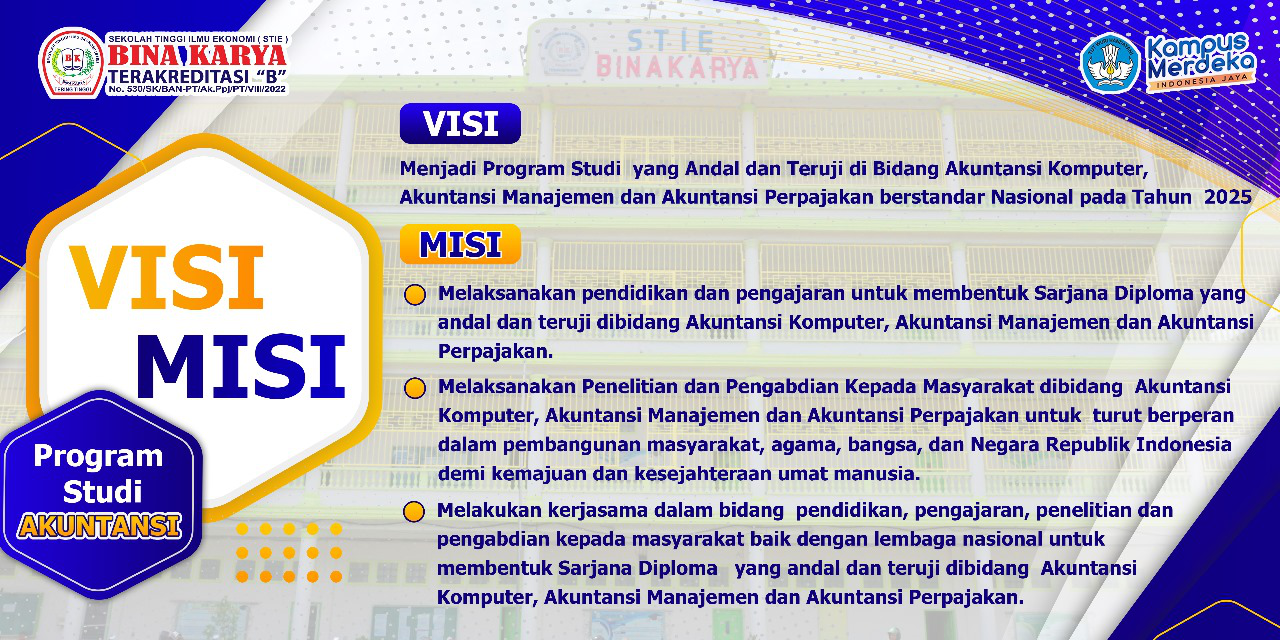 SEKOLAH TINGGI ILMU EKONOMI ( STIE )
BINA KARYA
TERAKREDITASI “B”
No. 530/SK/BAN-PT/Ak.Ppj/PT/VIII/2022
BK
TEBING TINGGI
STIE
BINAKARYA
TUT WURI HANDAYANI
Kampus
Merdeka
INDONESIA JAYA
VISI
Menjadi Program Studi yang Andal dan Teruji di Bidang Akuntansi Komputer,
Akuntansi Manajemen dan Akuntansi Perpajakan berstandar Nasional pada Tahun 2025
MISI
Melaksanakan pendidikan dan pengajaran untuk membentuk Sarjana Diploma yang
andal dan teruji dibidang Akuntansi Komputer, Akuntansi Manajemen dan Akuntansi
Perpajakan.
Melaksanakan Penelitian dan Pengabdian Kepada Masyarakat dibidang Akuntansi
Komputer, Akuntansi Manajemen dan Akuntansi Perpajakan untuk turut berperan
dalam pembangunan masyarakat, agama, bangsa, dan Negara Republik Indonesia
demi kemajuan dan kesejahteraan umat manusia.
Melakukan kerjasama dalam bidang pendidikan, pengajaran, penelitian dan
pengabdian kepada masyarakat baik dengan lembaga nasional untuk
membentuk Sarjana Diploma yang andal dan teruji dibidang Akuntansi
Komputer, Akuntansi Manajemen dan Akuntansi Perpajakan.
VISI
MISI
Program
Studi
AKUNTANSI